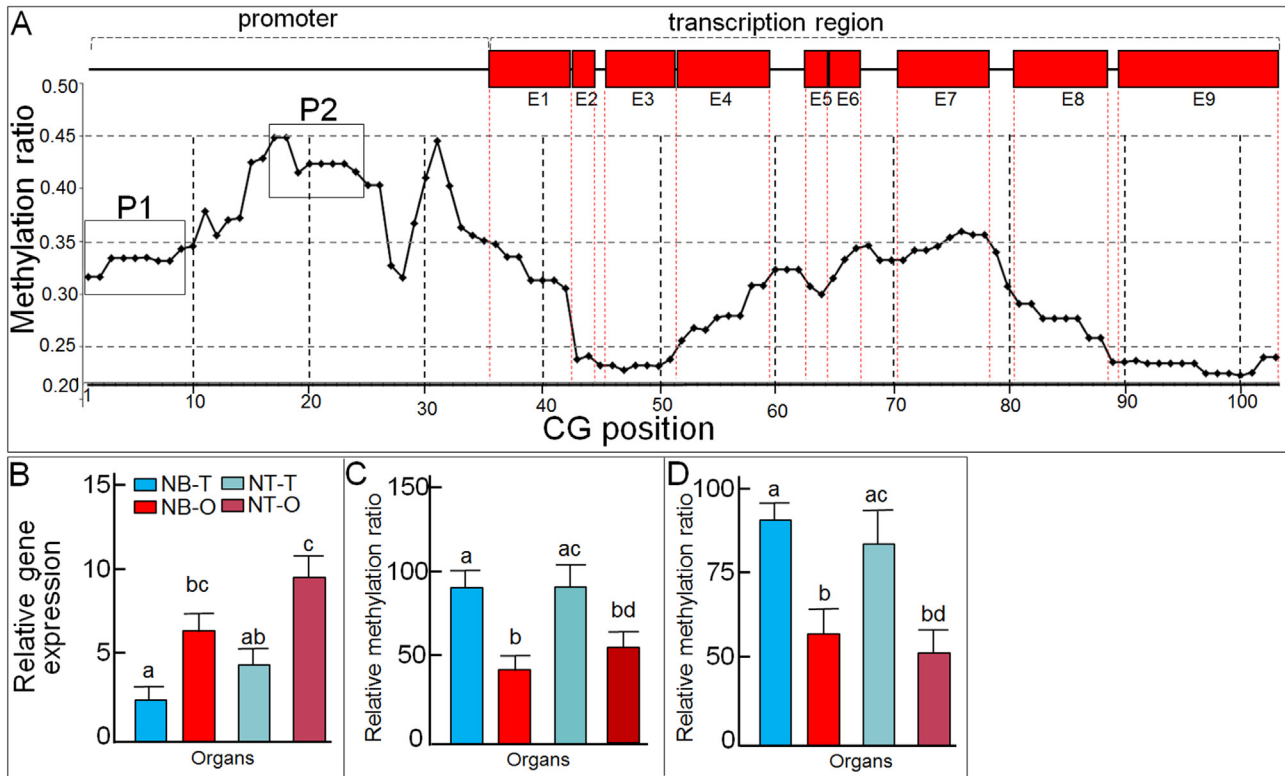 A
promoter
transcription region
Methylation ratio
0.50
0.45
0.40
0.35
0.30
0.25
0.20
P1
P2
E1 E2 E3 E4 E5 E6 E7 E8 E9
1 10 20 30 40 50 60 70 80 90 100
CG position
B
Relative gene expression
15
10
5
0
NB-T NT-T
NB-O NT-O
a bc ab c
Organs
C
Relative methylation ratio
150
100
50
0
a b ac bd
Organs
D
Relative methylation ratio
100
75
50
0
a b ac bd
Organs